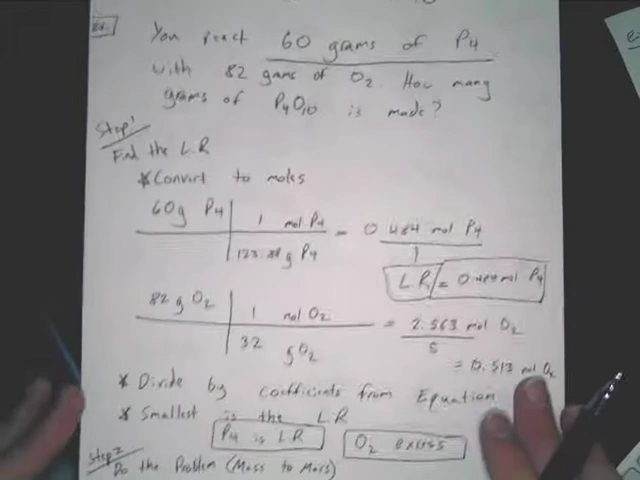 Ex.
You react 60 grams of P4
with 82 grams of O2. How many
grams of P4O10 is made?
Step 1
Find the L.R
*Convert to moles
60g P4 | 1 mol P4 = 0.484 mol P4
123.88 g P4 1
LR = 0.484 mol P4
82 g O2 | 1 mol O2 = 2.563 mol O2
32 g O2 5
= 0.513 mol O2
* Divide by coefficients from Equation
* Smallest is the LR
P4 is LR O2 excess
Step 2
Do the Problem (Mass to Mass)